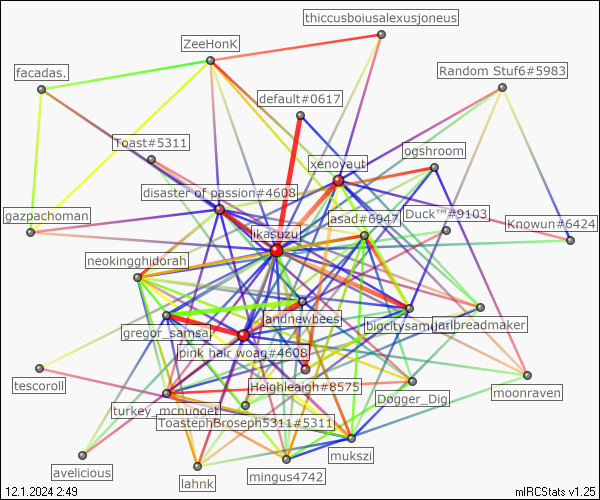 thiccusboiusalexusjoneus
ZeeHonK
facadas.
Random Stuf6#5983
default#0617
Toast#5311
ogshroom
xenoyaut
disaster of passion#4608
gazpachoman
Duck™#9103
asad#6947
Knowun#6424
ikasuzu
neokingghidorah
landnewbees
bigcitysam
jarlbreadmaker
gregor_samsa
pink hair woag#4608
tescoroll
Heighleaigh#8575
moonraven
Dogger_Dig
turkey_mcnugget
ToastephBroseph5311#5311
mukszi
avelicious
lahnk
mingus4742
12.1.2024 2:49
mIRCStats v1.25